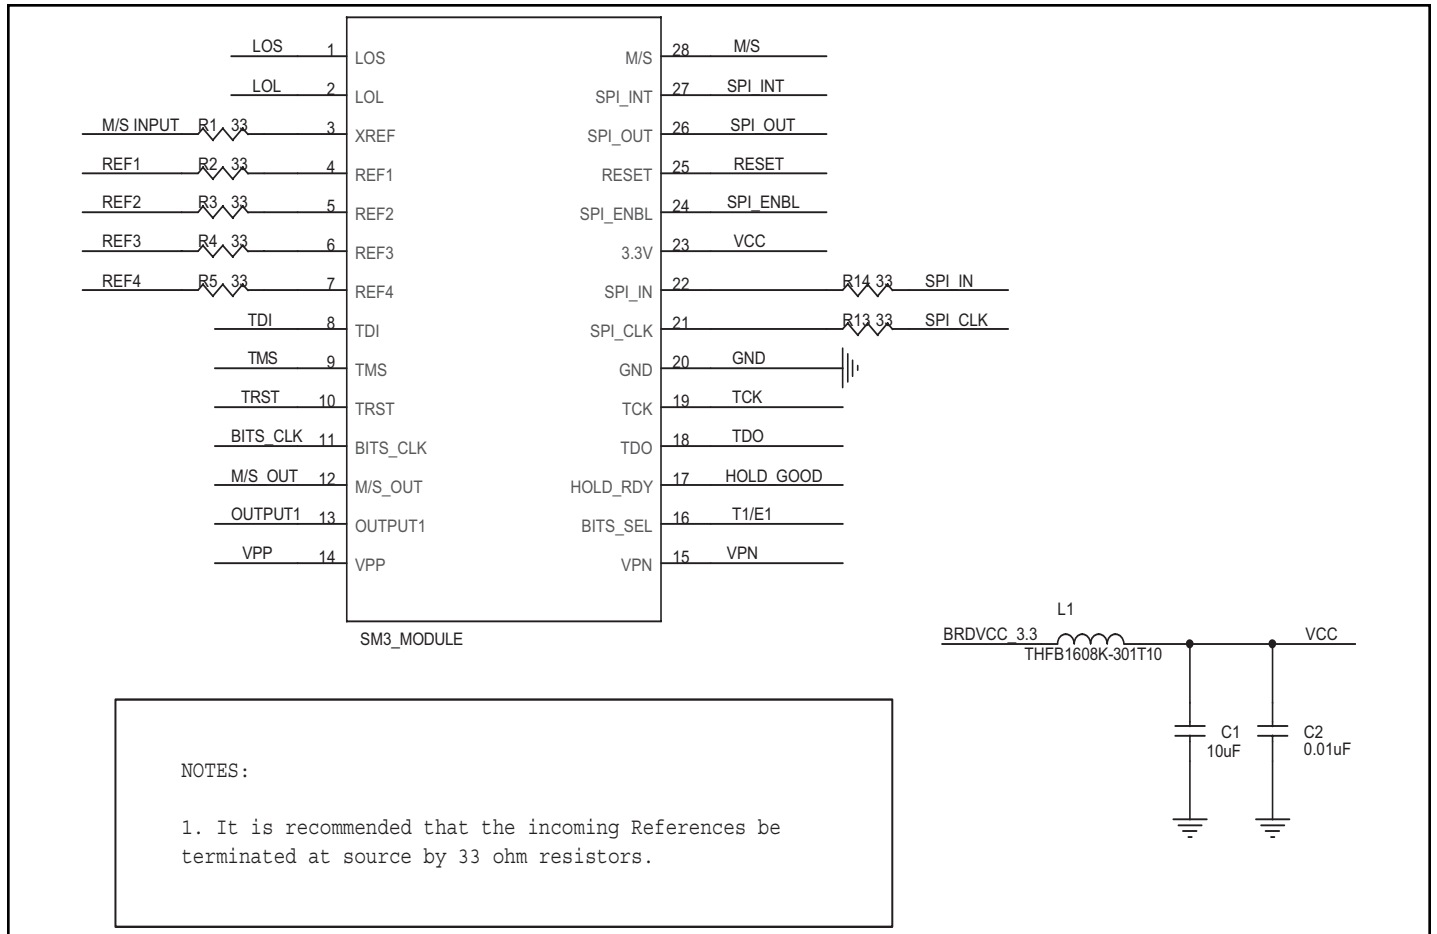 LOS 1 LOS M/S 28 M/S
LOL 2 LOL SPI_INT 27 SPI_INT
M/S INPUT R1 33 3 XREF SPI_OUT 26 SPI_OUT
REF1 R2 33 4 REF1 RESET 25 RESET
REF2 R3 33 5 REF2 SPI_ENBL 24 SPI_ENBL
REF3 R4 33 6 REF3 3.3V 23 VCC
REF4 R5 33 7 REF4 SPI_IN 22 R14 33 SPI_IN
TDI 8 TDI SPI_CLK 21 R13 33 SPI_CLK
TMS 9 TMS GND 20 GND
TRST 10 TRST TCK 19 TCK
BITS_CLK 11 BITS_CLK TDO 18 TDO
M/S_OUT 12 M/S_OUT HOLD_RDY 17 HOLD_GOOD
OUTPUT1 13 OUTPUT1 BITS_SEL 16 T1/E1
VPP 14 VPP VPN 15 VPN
SM3_MODULE
L1
BRDVCC_3.3 VCC
THFB1608K-301T10
C1 C2
10uF 0.01uF
NOTES:
1. It is recommended that the incoming References be
terminated at source by 33 ohm resistors.